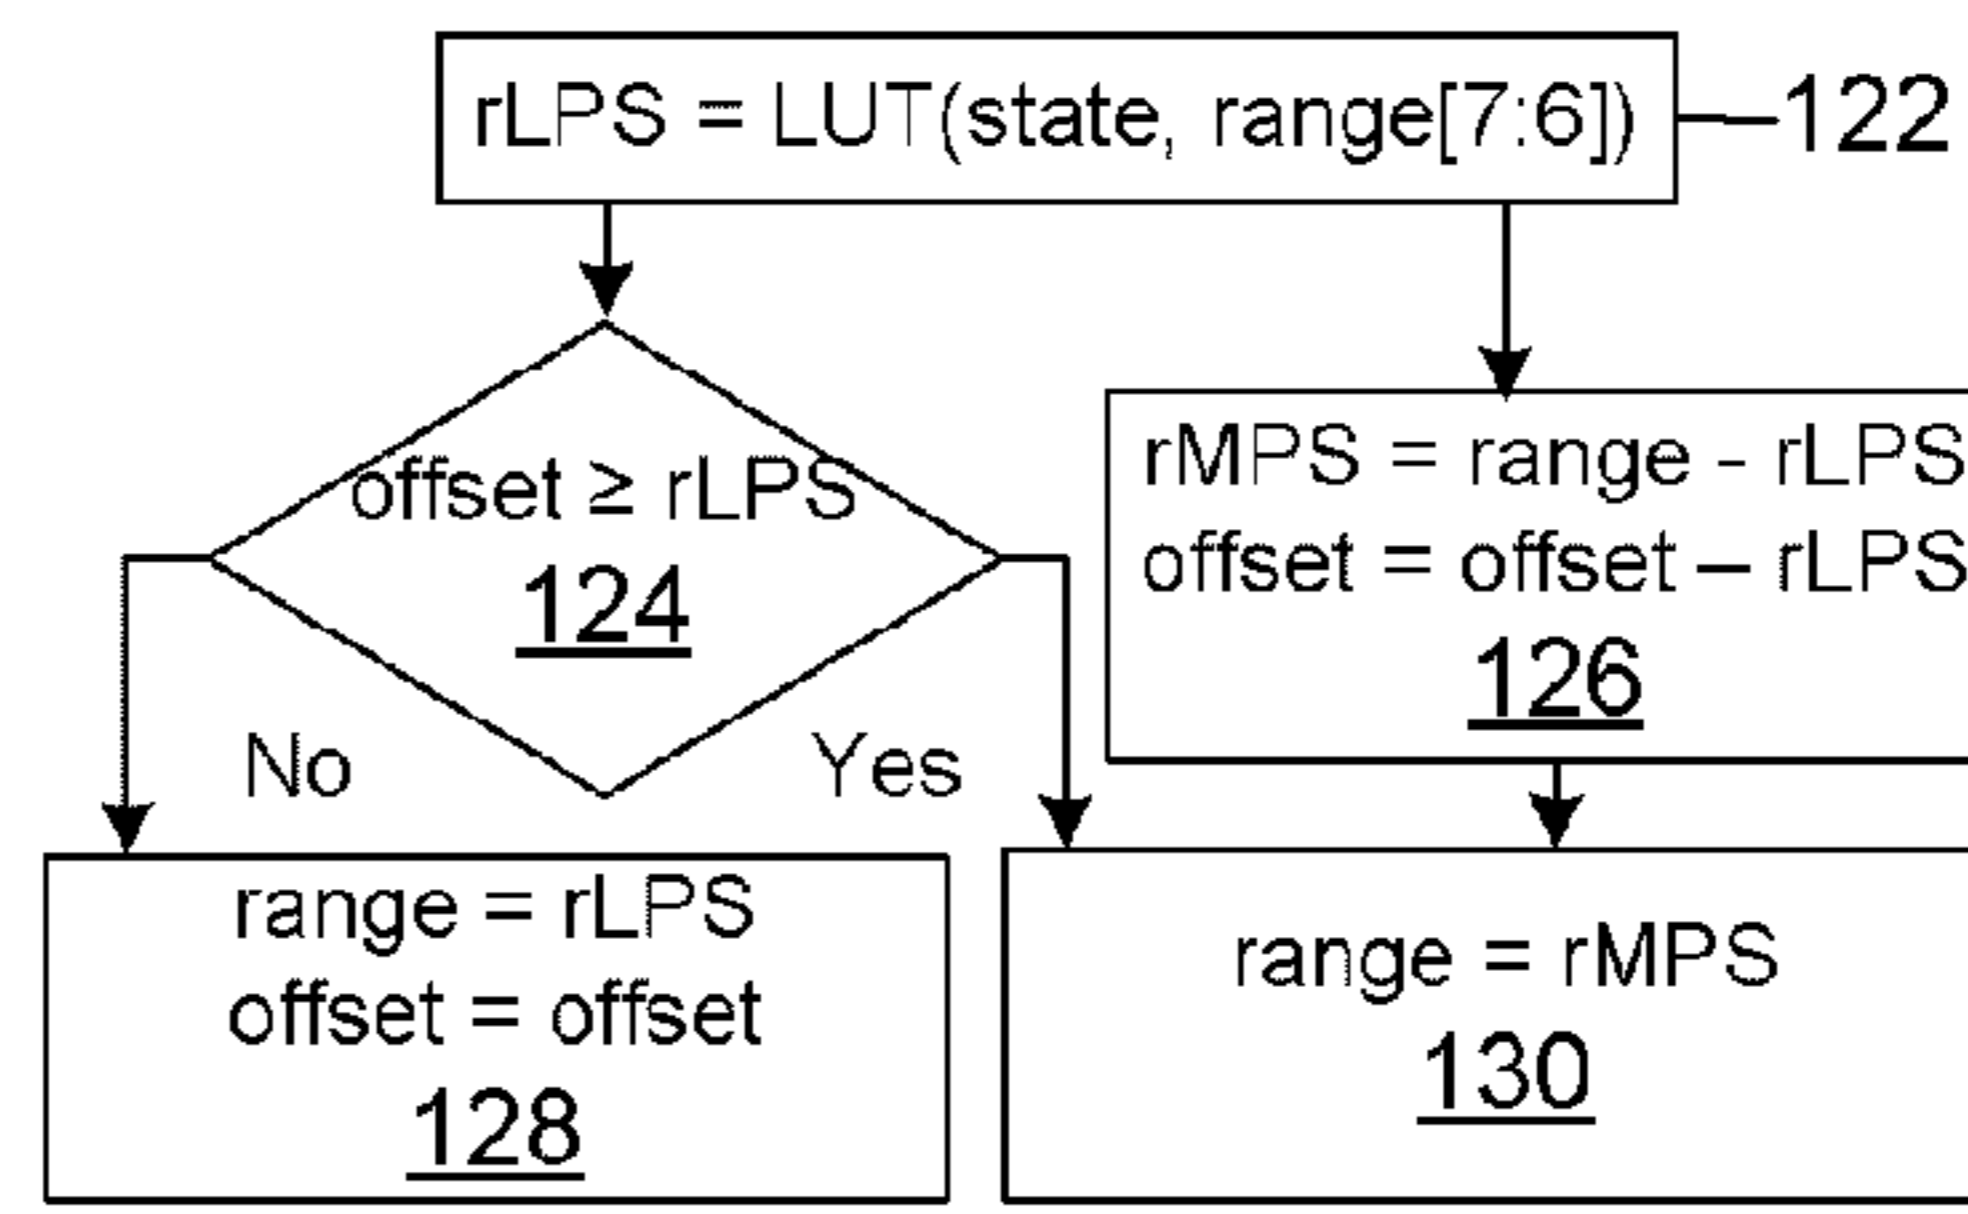 rLPS = LUT(state, range[7:6])
122
offset ≥ rLPS
124
No
Yes
rMPS = range - rLPS
offset = offset – rLPS
126
range = rLPS
offset = offset
128
range = rMPS
130